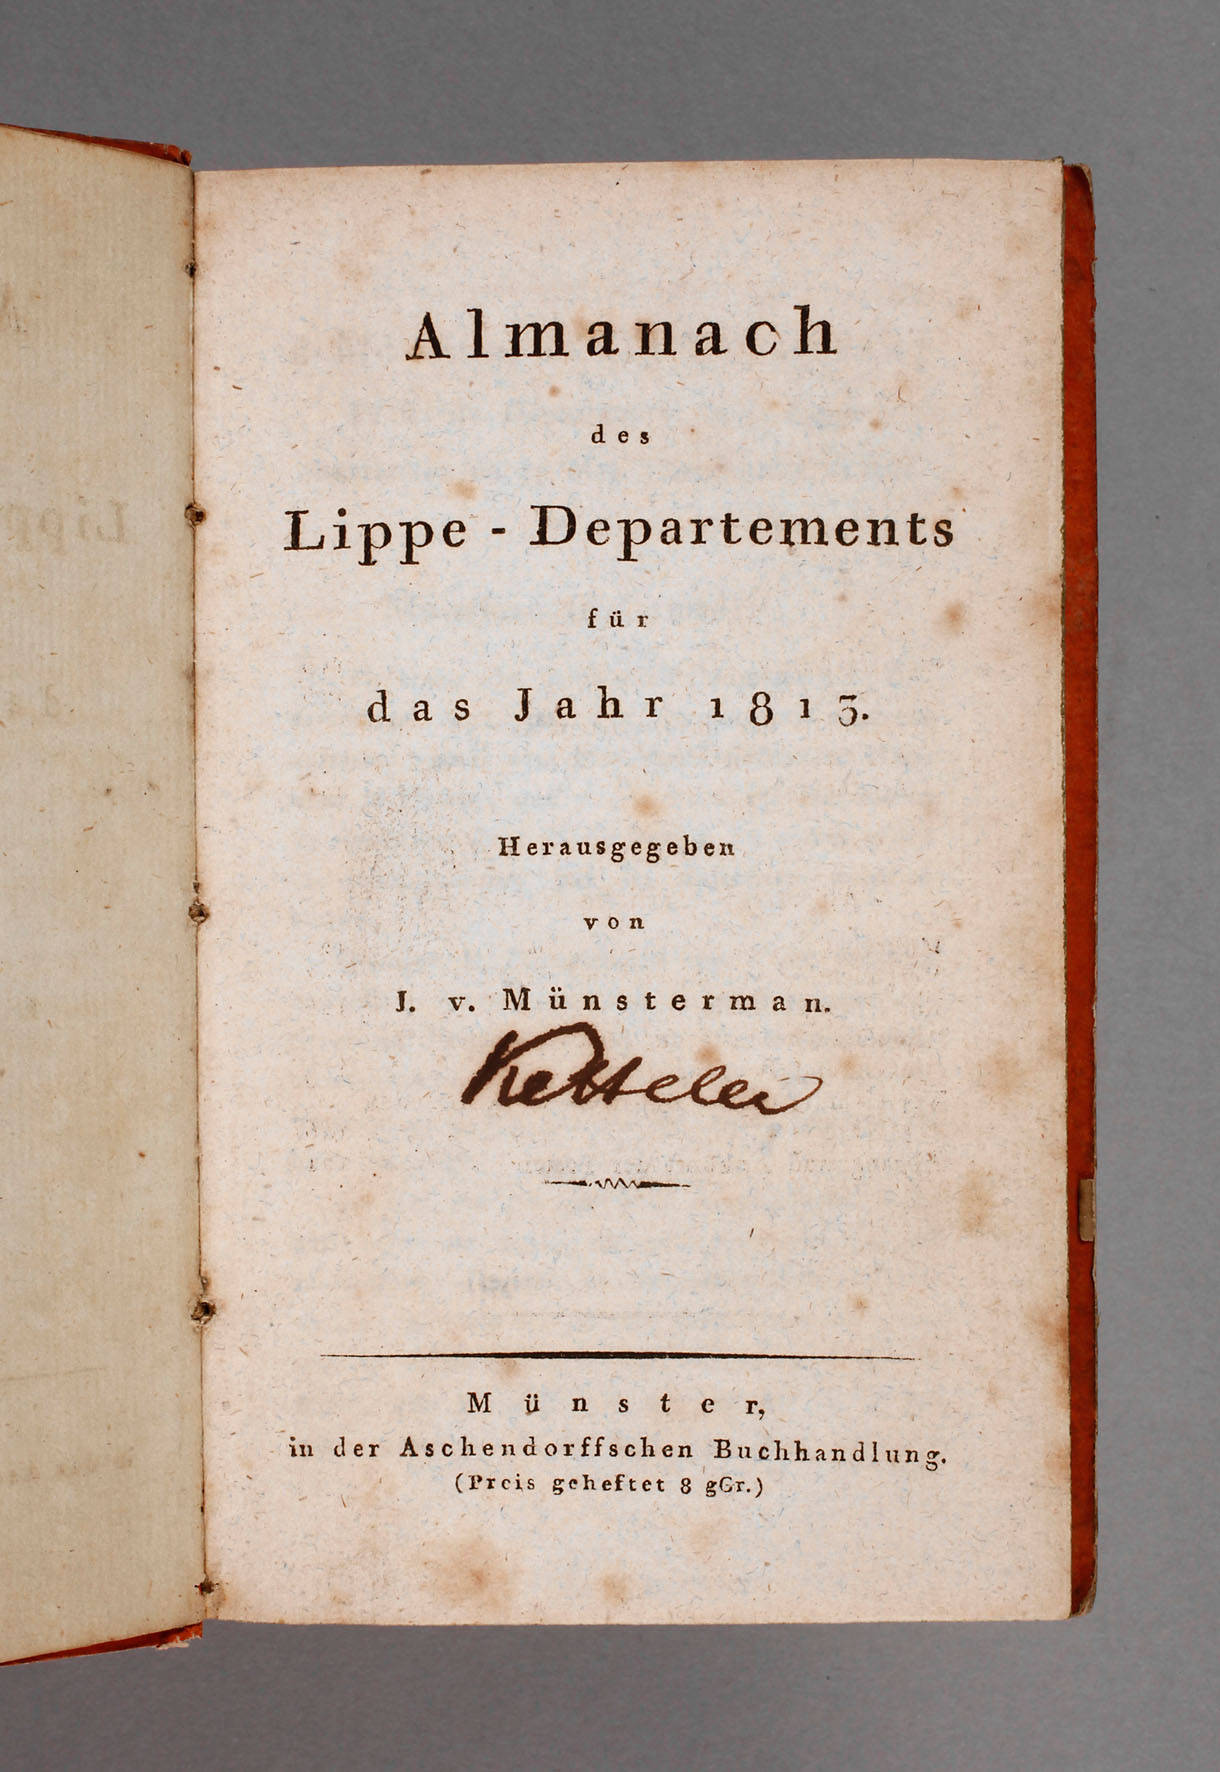 Almanach
des
Lippe - Departements
für
das Jahr 1813.
Herausgegeben
von
J. v. Münsterman.
Ketteler
Münster,
in der Aschendorffschen Buchhandlung.
(Preis geheftet 8 gGr.)